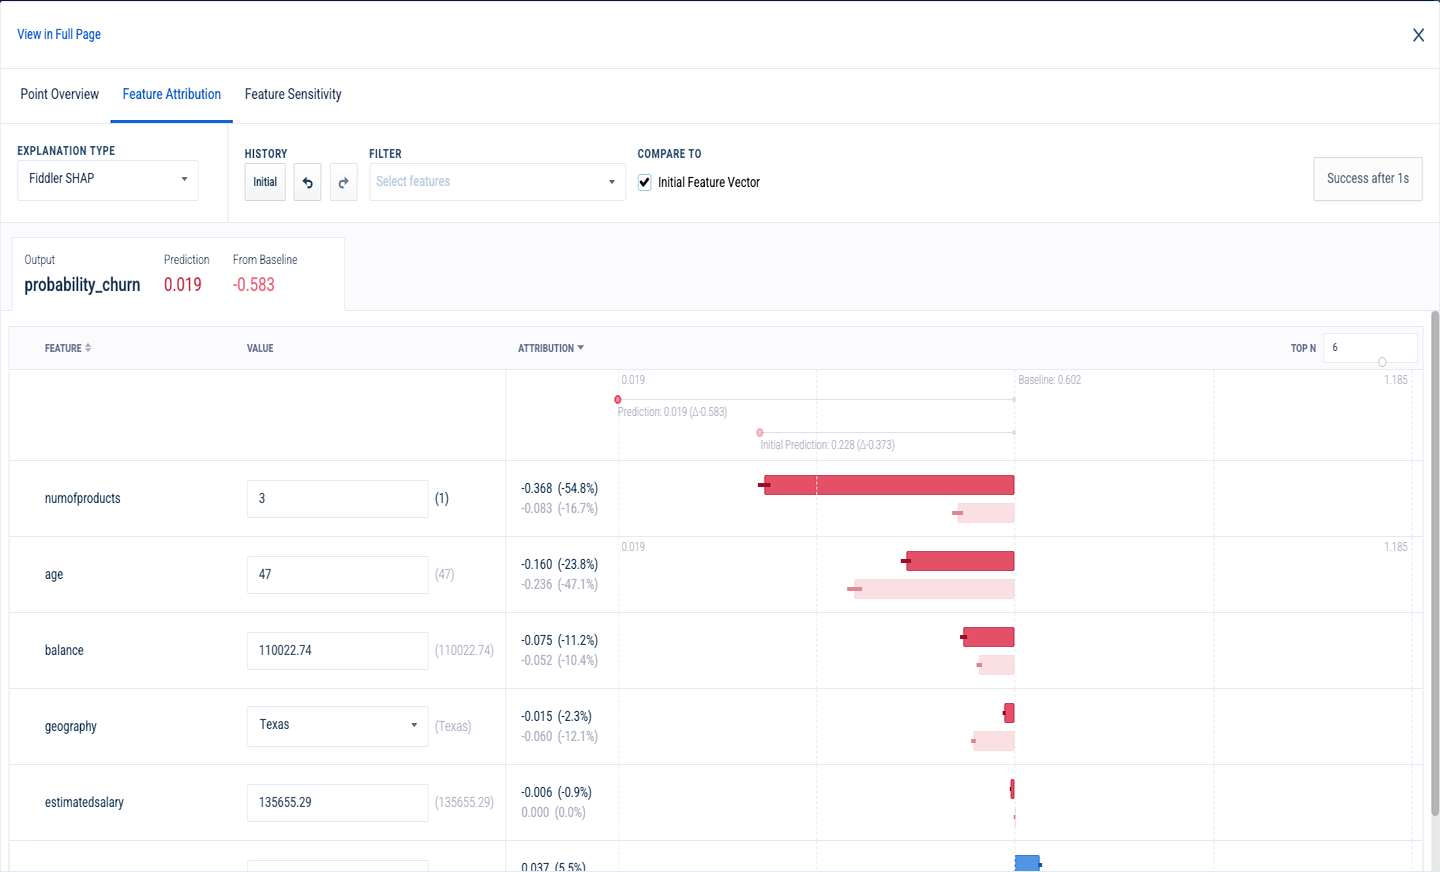 View in Full Page
X
Point Overview Feature Attribution Feature Sensitivity
EXPLANATION TYPE HISTORY FILTER COMPARE TO
Fiddler SHAP Initial Select features Initial Feature Vector Success after 1s
Output Prediction From Baseline
probability_churn 0.019 -0.583
FEATURE VALUE ATTRIBUTION TOP N 6
0.019 Baseline: 0.602 1.185
Prediction: 0.019 (Δ-0.583)
Initial Prediction: 0.228 (Δ-0.373)
numofproducts 3 (1) -0.368 (-54.8%)
-0.083 (-16.7%)
0.019 1.185
age 47 (47) -0.160 (-23.8%)
-0.236 (-47.1%)
balance 110022.74 (110022.74) -0.075 (-11.2%)
-0.052 (-10.4%)
geography Texas (Texas) -0.015 (-2.3%)
-0.060 (-12.1%)
estimatedsalary 135655.29 (135655.29) -0.006 (-0.9%)
0.000 (0.0%)
0.037 (5.5%)